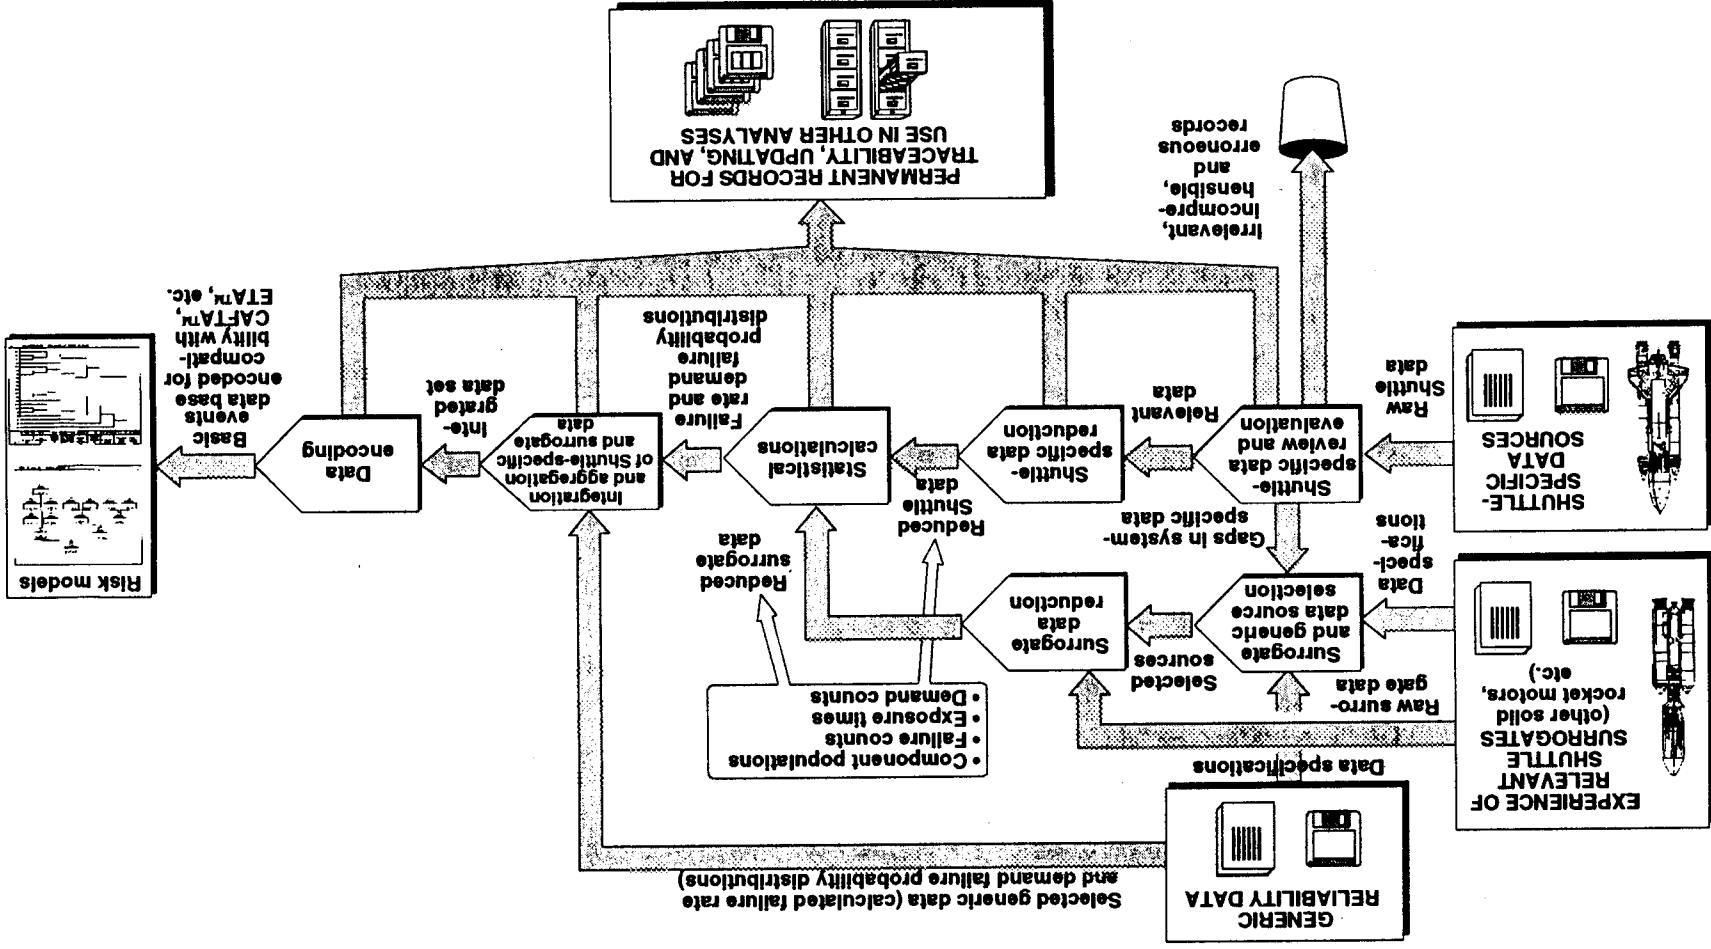 GENERIC
RELIABILITY DATA
Selected generic data (calculated failure rate
and demand failure probability distributions)
EXPERIENCE OF
RELEVANT
SHUTTLE
SURROGATES
(other solid
rocket motors,
etc.)
Data specifications
Raw surro-
gate data
• Component populations
• Failure counts
• Exposure times
• Demand counts
Data
speci-
fica-
tions
Surrogate
and generic
data source
selection
Selected
sources
Surrogate
data
reduction
Reduced
surrogate
data
Risk models
SHUTTLE-
SPECIFIC
DATA
SOURCES
Raw
Shuttle
data
Gaps in system-
specific data
Shuttle-
specific data
review and
evaluation
Relevant
data
Shuttle-
specific data
reduction
Reduced
Shuttle
data
Statistical
calculations
Failure
rate and
demand
failure
probability
distributions
Integration
and aggregation
of Shuttle-specific
and surrogate
data
Inte-
grated
data set
Data
encoding
Basic
events
data base
encoded for
compati-
bility with
CAFTA™,
ETA™, etc.
Irrelevant,
incompre-
hensible,
and
erroneous
records
PERMANENT RECORDS FOR
TRACEABILITY, UPDATING, AND
USE IN OTHER ANALYSES